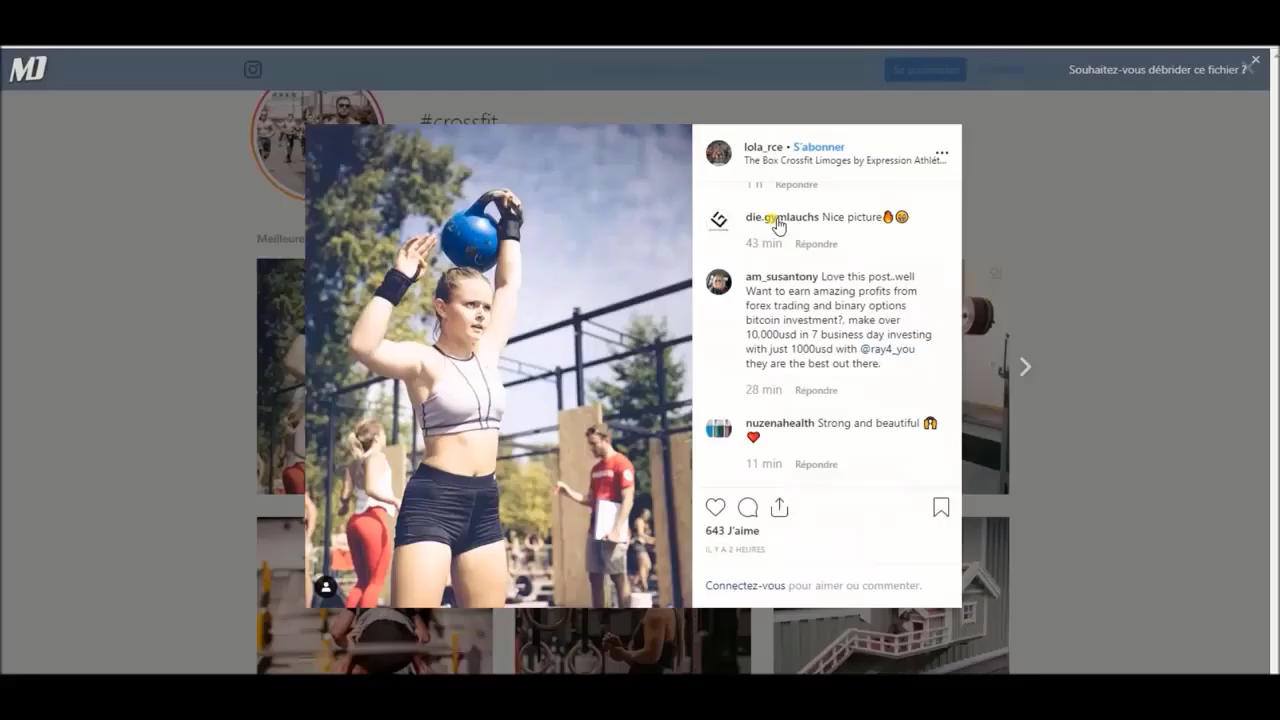 MD
Souhaitez-vous débrider ce fichier ?
#crossfit
lola_rce • S'abonner
The Box Crossfit Limoges by Expression Athlét...
1 h Répondre
die.gymlauchs Nice picture🔥😄
43 min Répondre
am_susantony Love this post..well
Want to earn amazing profits from
forex trading and binary options
bitcoin investment?, make over
10,000usd in 7 business day investing
with just 1000usd with @ray4_you
they are the best out there.
28 min Répondre
nuzenahealth Strong and beautiful 🙌
❤️
11 min Répondre
643 J'aime
IL Y A 2 HEURES
Connectez-vous pour aimer ou commenter.